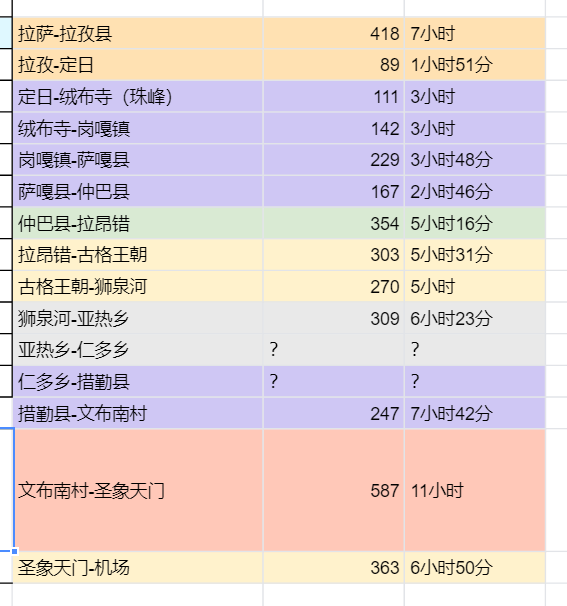 拉萨-拉孜县 418 7小时
拉孜-定日 89 1小时51分
定日-绒布寺（珠峰） 111 3小时
绒布寺-岗嘎镇 142 3小时
岗嘎镇-萨嘎县 229 3小时48分
萨嘎县-仲巴县 167 2小时46分
仲巴县-拉昂错 354 5小时16分
拉昂错-古格王朝 303 5小时31分
古格王朝-狮泉河 270 5小时
狮泉河-亚热乡 309 6小时23分
亚热乡-仁多乡 ？ ？
仁多乡-措勤县 ？ ？
措勤县-文布南村 247 7小时42分
文布南村-圣象天门 587 11小时
圣象天门-机场 363 6小时50分